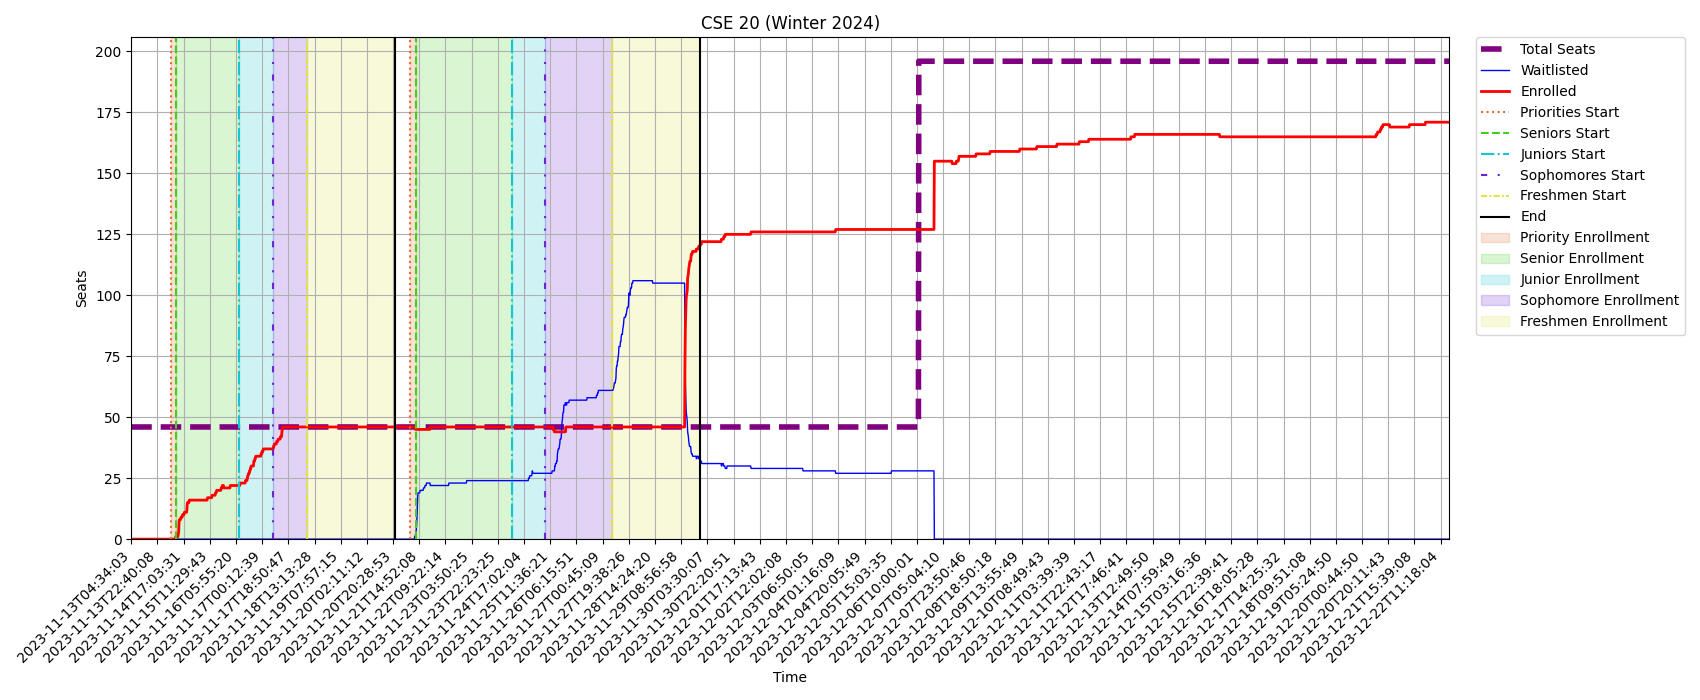 CSE 20 (Winter 2024)
Seats
200
175
150
125
100
75
50
25
0
2023-11-13T04:34:03
2023-11-13T22:40:08
2023-11-14T17:03:31
2023-11-15T11:29:43
2023-11-16T05:55:20
2023-11-17T00:12:39
2023-11-17T18:50:47
2023-11-18T13:13:28
2023-11-19T07:57:15
2023-11-20T02:11:12
2023-11-20T20:28:53
2023-11-21T14:52:08
2023-11-22T09:22:14
2023-11-23T03:50:25
2023-11-23T22:23:25
2023-11-24T17:02:04
2023-11-25T11:36:21
2023-11-26T06:15:51
2023-11-27T00:45:09
2023-11-27T19:38:26
2023-11-28T14:24:20
2023-11-29T08:56:58
2023-11-30T03:30:07
2023-11-30T22:20:51
2023-12-01T17:13:43
2023-12-02T12:02:08
2023-12-03T06:50:05
2023-12-04T01:16:09
2023-12-04T20:05:49
2023-12-05T15:03:35
2023-12-06T10:00:01
2023-12-07T05:04:10
2023-12-07T23:50:46
2023-12-08T18:50:18
2023-12-09T13:55:49
2023-12-10T08:49:43
2023-12-11T03:39:39
2023-12-11T22:43:17
2023-12-12T17:46:41
2023-12-13T12:49:50
2023-12-14T07:59:49
2023-12-15T03:16:36
2023-12-15T22:39:41
2023-12-16T18:05:28
2023-12-17T14:25:32
2023-12-18T09:51:08
2023-12-19T05:24:50
2023-12-20T00:44:50
2023-12-20T20:11:43
2023-12-21T15:39:08
2023-12-22T11:18:04
Time
Total Seats
Waitlisted
Enrolled
Priorities Start
Seniors Start
Juniors Start
Sophomores Start
Freshmen Start
End
Priority Enrollment
Senior Enrollment
Junior Enrollment
Sophomore Enrollment
Freshmen Enrollment